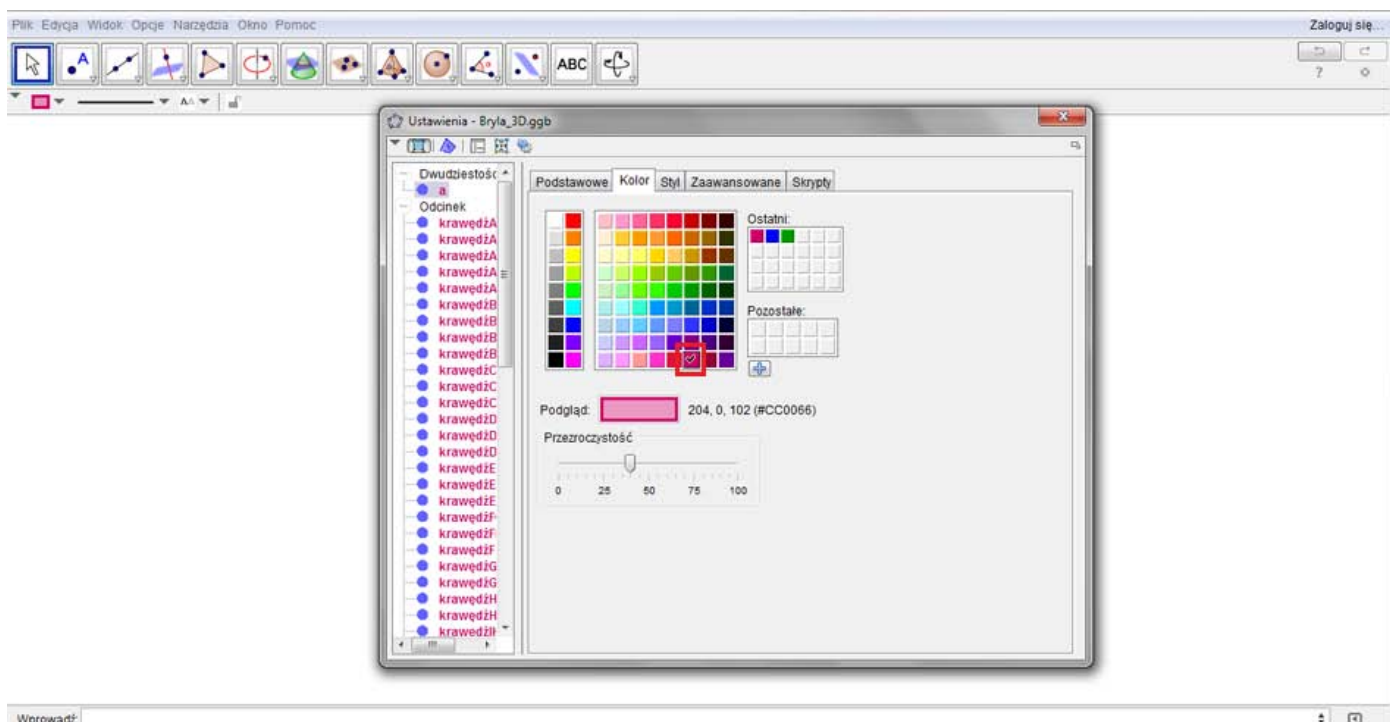 Plik Edycja Widok Opcje Narzędzia Okno Pomoc
Zaloguj się...
A
ABC
?
AA
Ustawienia - Bryla_3D.ggb
Dwudziestośc
a
Odcinek
krawędźA
krawędźA
krawędźA
krawędźA
krawędźA
krawędźB
krawędźB
krawędźB
krawędźB
krawędźC
krawędźC
krawędźC
krawędźD
krawędźD
krawędźD
krawędźE
krawędźE
krawędźE
krawędźF
krawędźF
krawędźF
krawędźG
krawędźG
krawędźH
krawędźH
Podstawowe Kolor Styl Zaawansowane Skrypty
Ostatni:
Pozostałe:
Podgląd: 204, 0, 102 (#CC0066)
Przezroczystość
0 25 50 75 100
Wprowadź: